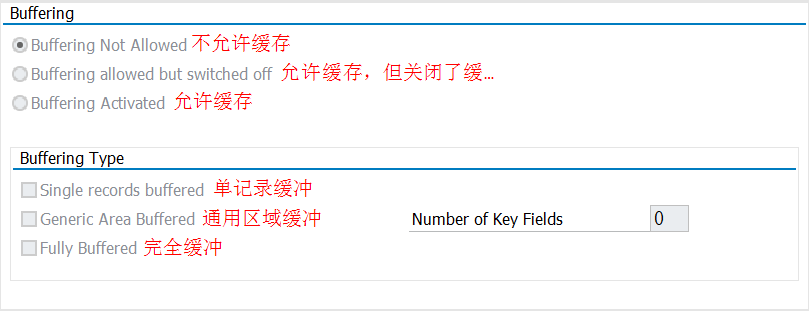 Buffering
Buffering Not Allowed 不允许缓存
Buffering allowed but switched off 允许缓存，但关闭了缓...
Buffering Activated 允许缓存
Buffering Type
Single records buffered 单记录缓冲
Generic Area Buffered 通用区域缓冲 Number of Key Fields 0
Fully Buffered 完全缓冲